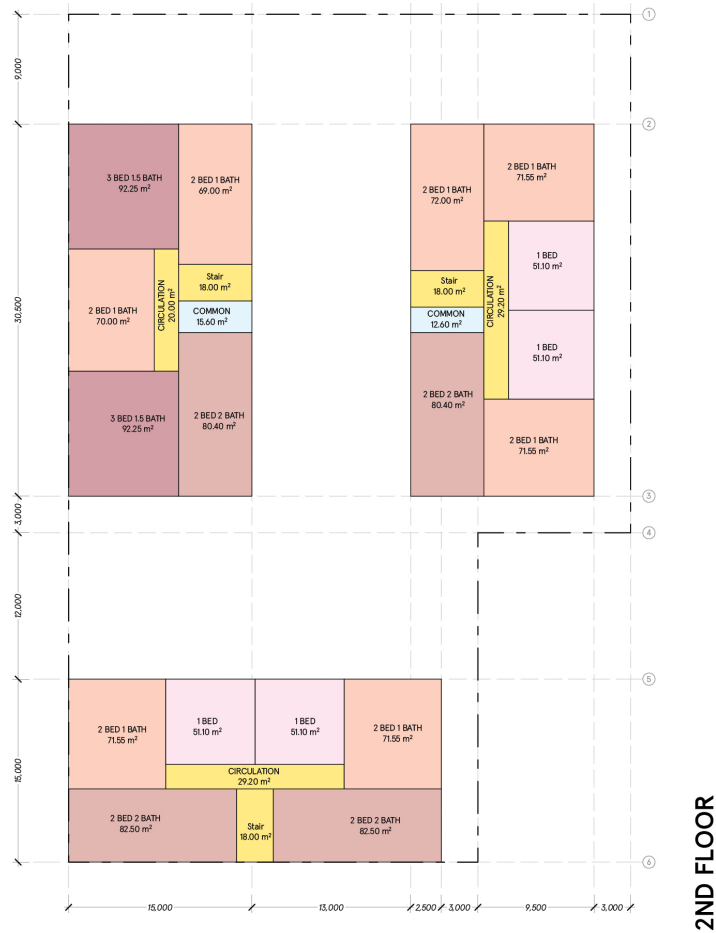 1
9,000
2
3 BED 1.5 BATH
92.25 m²
2 BED 1 BATH
69.00 m²
2 BED 1 BATH
72.00 m²
2 BED 1 BATH
71.55 m²
1 BED
51.10 m²
Stair
18.00 m²
Stair
18.00 m²
CIRCULATION
20.00 m²
CIRCULATION
29.20 m²
30,500
2 BED 1 BATH
70.00 m²
COMMON
15.60 m²
COMMON
12.60 m²
1 BED
51.10 m²
3 BED 1.5 BATH
92.25 m²
2 BED 2 BATH
80.40 m²
2 BED 2 BATH
80.40 m²
2 BED 1 BATH
71.55 m²
3
3,000
4
12,000
5
2 BED 1 BATH
71.55 m²
1 BED
51.10 m²
1 BED
51.10 m²
2 BED 1 BATH
71.55 m²
15,000
CIRCULATION
29.20 m²
2 BED 2 BATH
82.50 m²
Stair
18.00 m²
2 BED 2 BATH
82.50 m²
6
15,000
13,000
2,500
3,000
9,500
3,000
2ND FLOOR